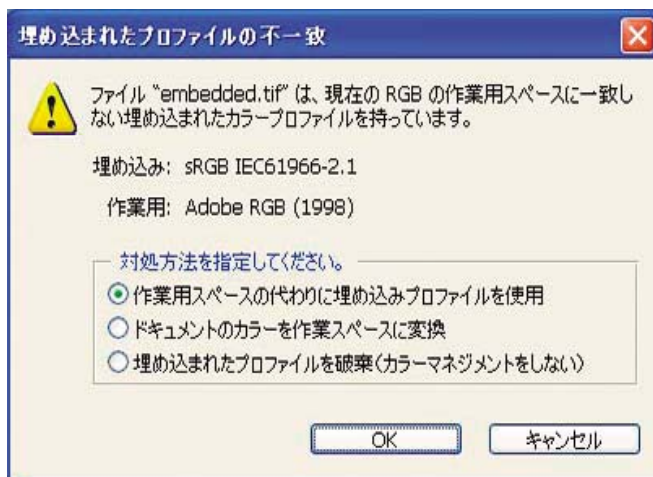 埋め込まれたプロファイルの不一致
ファイル “embedded.tif” は、現在の RGB の作業用スペースに一致し
ない埋め込まれたカラープロファイルを持っています。
埋め込み: sRGB IEC61966-2.1
作業用: Adobe RGB (1998)
対処方法を指定してください。
作業用スペースの代わりに埋め込みプロファイルを使用
ドキュメントのカラーを作業スペースに変換
埋め込まれたプロファイルを破棄(カラーマネジメントをしない)
OK キャンセル